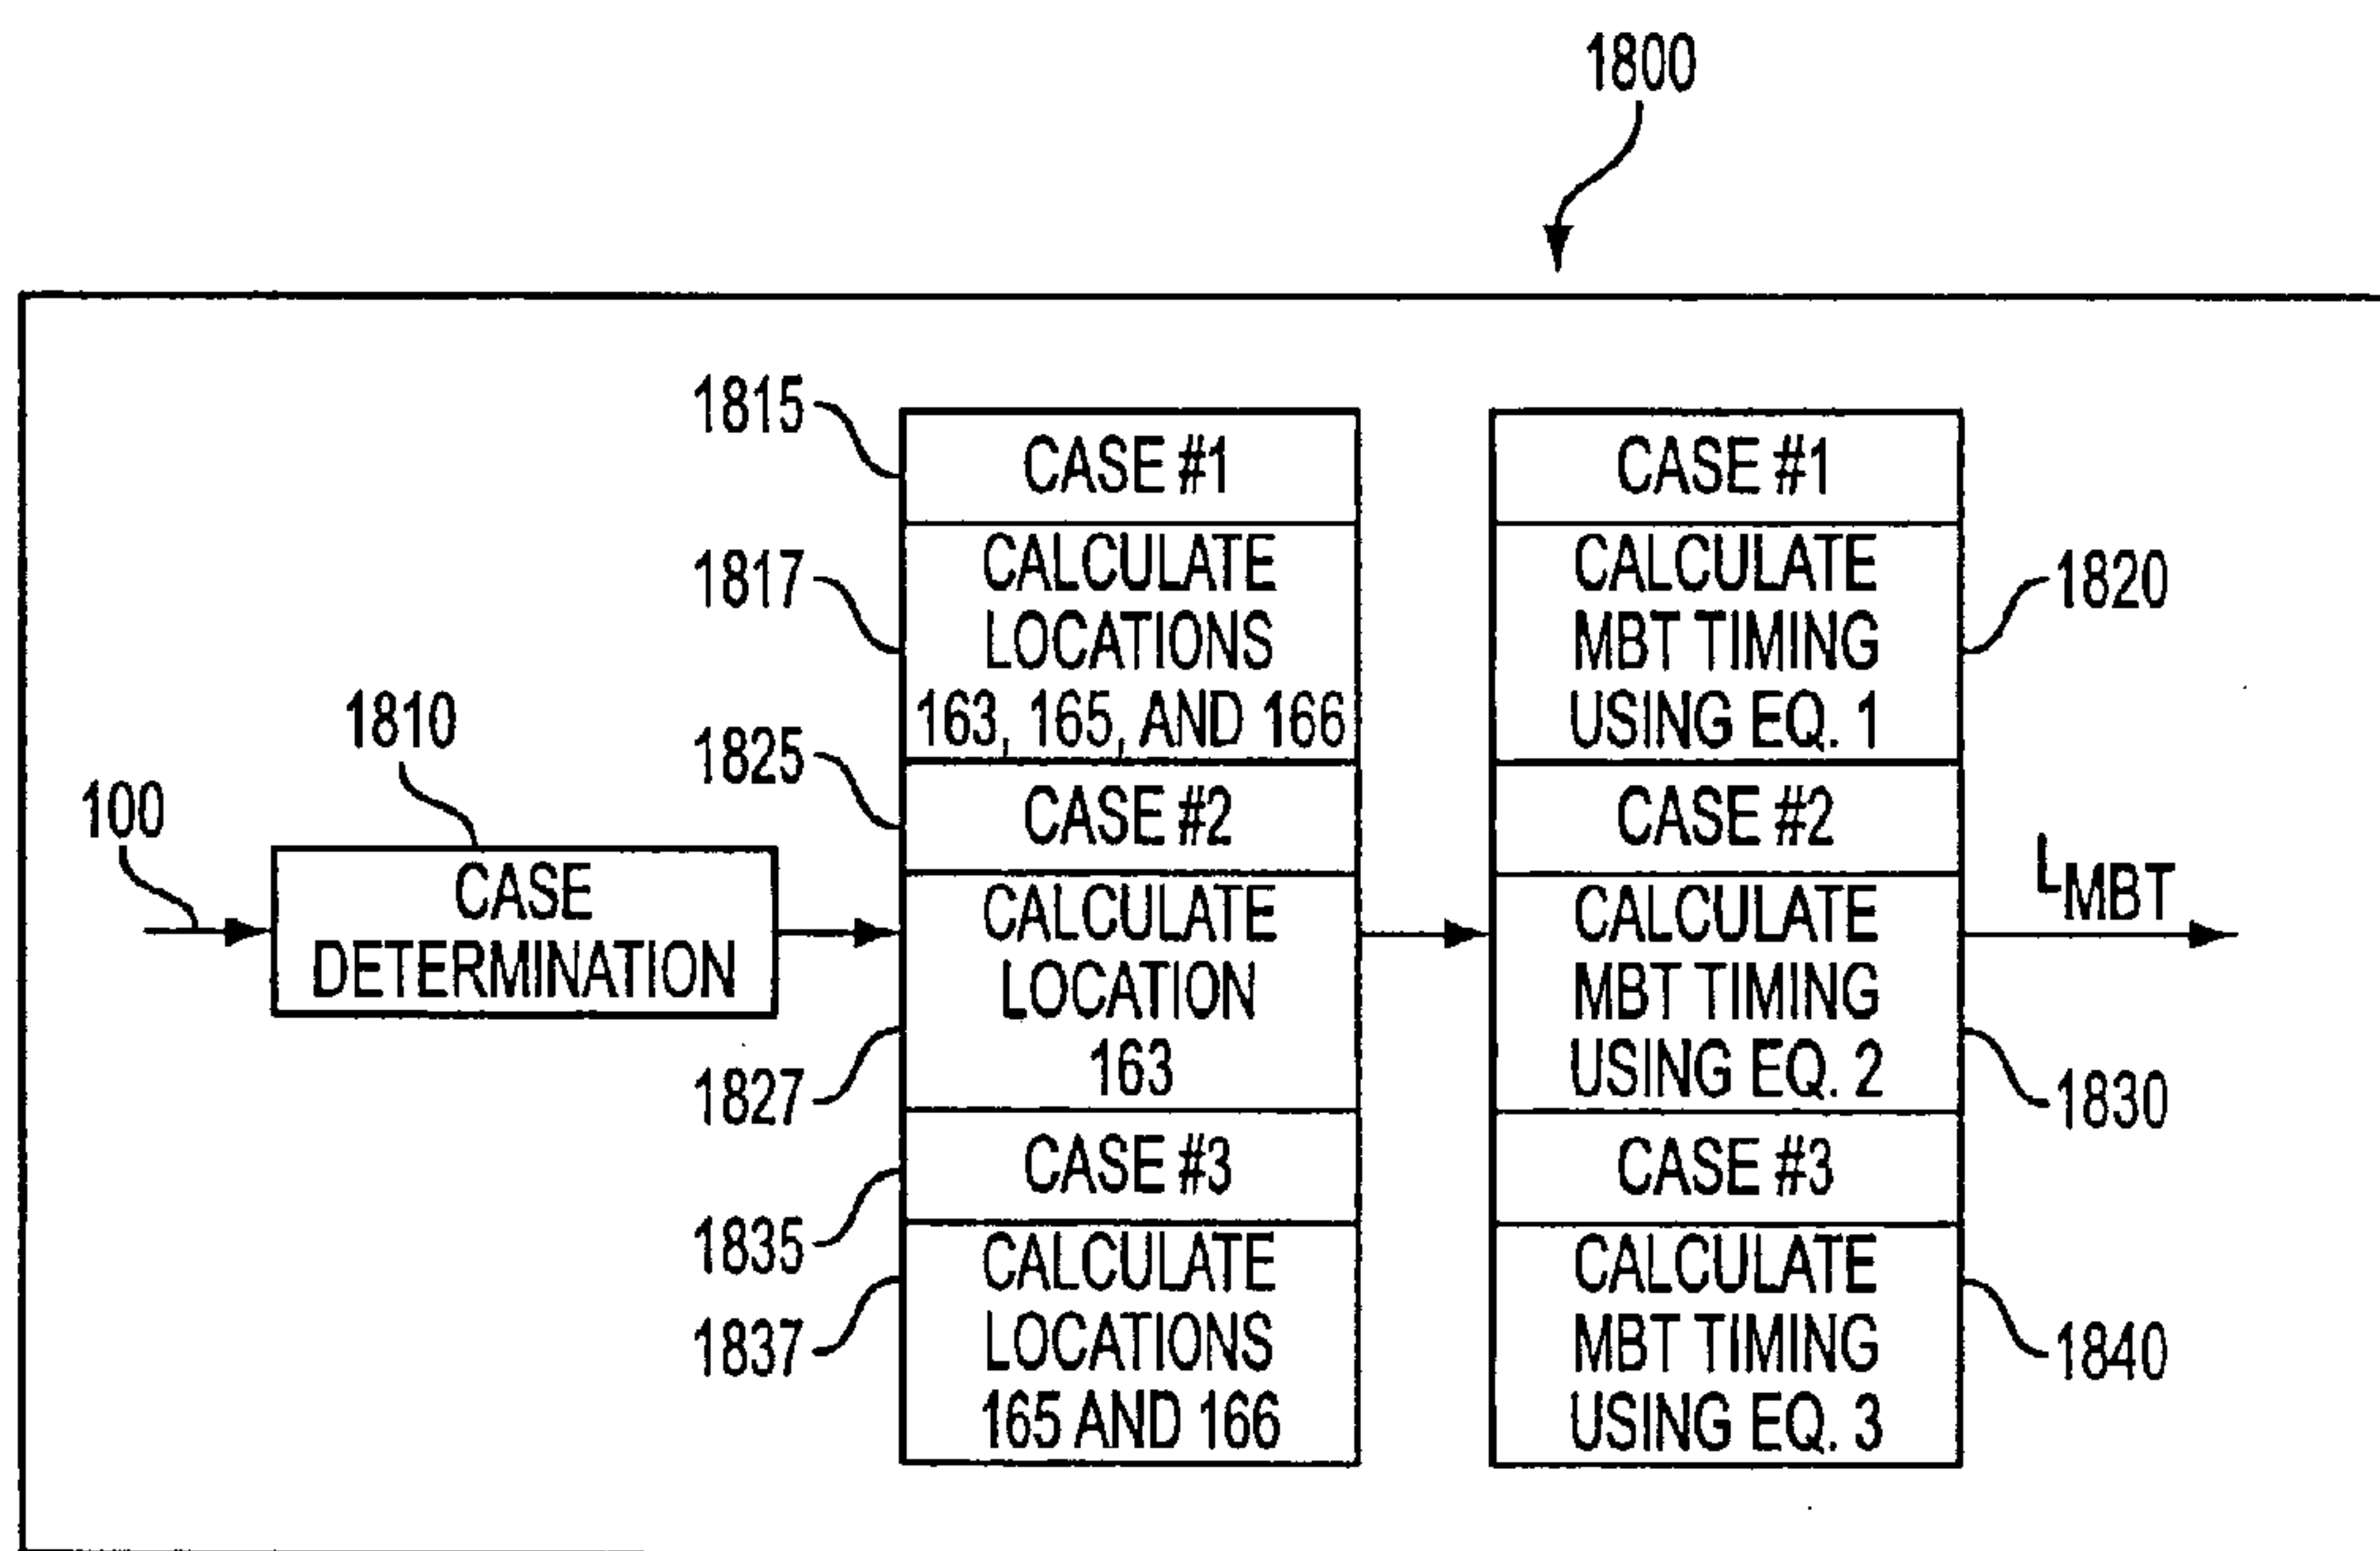 1800
1815
CASE #1
CASE #1
1817
CALCULATE
LOCATIONS
163, 165, AND 166
CALCULATE
MBT TIMING
USING EQ. 1
1820
100
1810
CASE
DETERMINATION
1825
CASE #2
CASE #2
1827
CALCULATE
LOCATION
163
CALCULATE
MBT TIMING
USING EQ. 2
1830
LMBT
1835
CASE #3
CASE #3
1837
CALCULATE
LOCATIONS
165 AND 166
CALCULATE
MBT TIMING
USING EQ. 3
1840